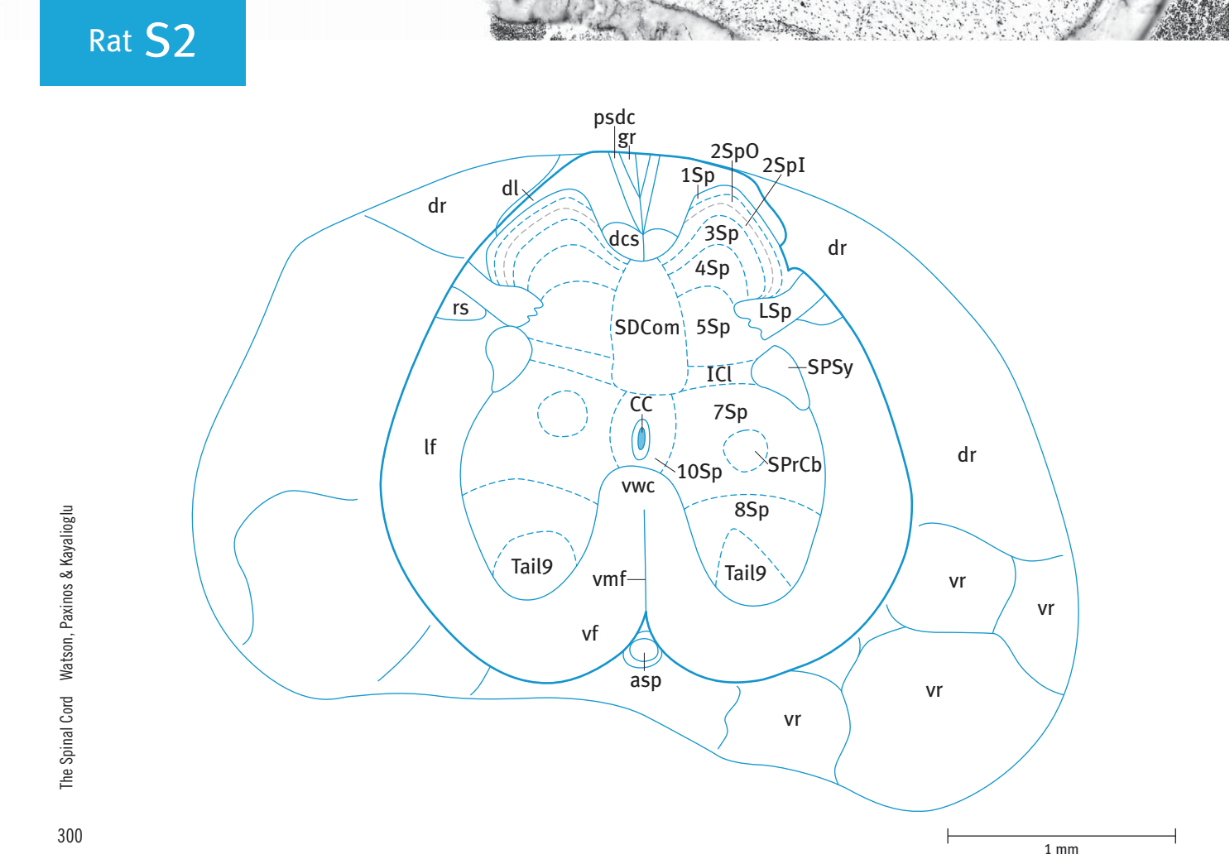 Rat S2
psdc
gr
2SpO
2SpI
1Sp
dl
dr
dcs
3Sp
dr
4Sp
rs
SDCom
5Sp
LSp
ICl
SPSy
CC
7Sp
lf
dr
10Sp
SPrCb
vwc
8Sp
Tail9
vmf
Tail9
vr
vr
vf
asp
vr
vr
The Spinal Cord Watson, Paxinos & Kayalioglu
300
1 mm